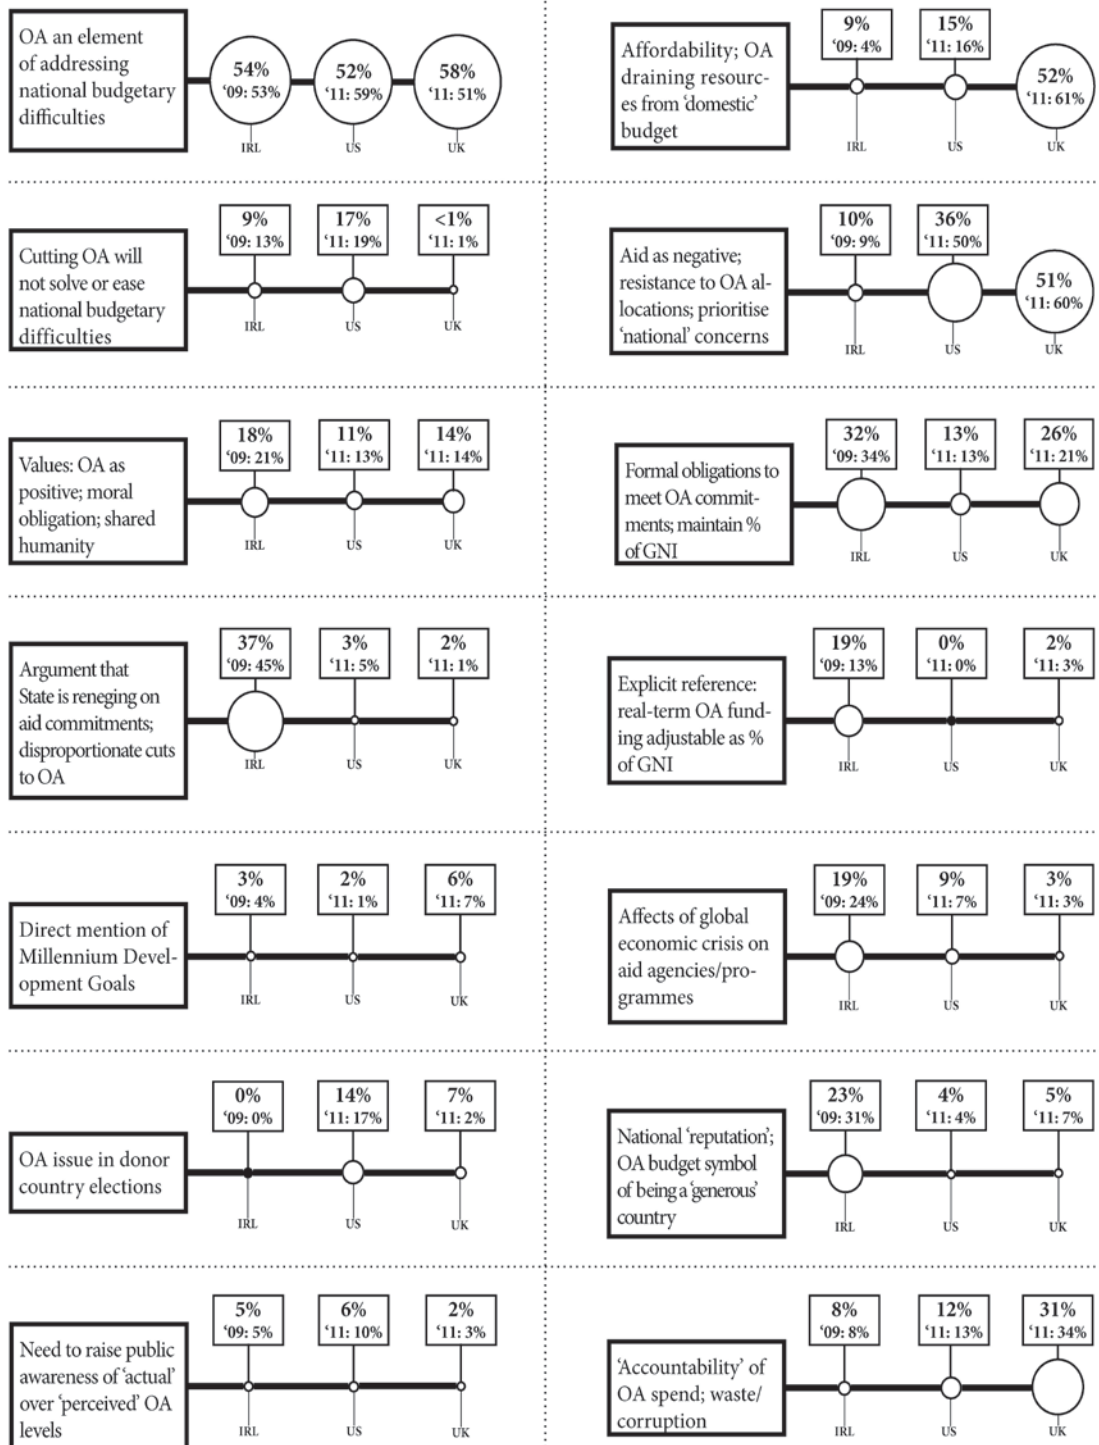 OA an element
of addressing
national budgetary
difficulties
54%
‘09: 53%
IRL
52%
‘11: 59%
US
58%
‘11: 51%
UK
Affordability; OA
draining resourc-
es from ‘domestic’
budget
9%
‘09: 4%
IRL
15%
‘11: 16%
US
52%
‘11: 61%
UK
Cutting OA will
not solve or ease
national budgetary
difficulties
9%
‘09: 13%
IRL
17%
‘11: 19%
US
<1%
‘11: 1%
UK
Aid as negative;
resistance to OA al-
locations; prioritise
‘national’ concerns
10%
‘09: 9%
IRL
36%
‘11: 50%
US
51%
‘11: 60%
UK
Values: OA as
positive; moral
obligation; shared
humanity
18%
‘09: 21%
IRL
11%
‘11: 13%
US
14%
‘11: 14%
UK
Formal obligations to
meet OA commit-
ments; maintain %
of GNI
32%
‘09: 34%
IRL
13%
‘11: 13%
US
26%
‘11: 21%
UK
Argument that
State is reneging on
aid commitments;
disproportionate cuts
to OA
37%
‘09: 45%
IRL
3%
‘11: 5%
US
2%
‘11: 1%
UK
Explicit reference:
real-term OA fund-
ing adjustable as %
of GNI
19%
‘09: 13%
IRL
0%
‘11: 0%
US
2%
‘11: 3%
UK
Direct mention of
Millennium Devel-
opment Goals
3%
‘09: 4%
IRL
2%
‘11: 1%
US
6%
‘11: 7%
UK
Affects of global
economic crisis on
aid agencies/pro-
grammes
19%
‘09: 24%
IRL
9%
‘11: 7%
US
3%
‘11: 3%
UK
OA issue in donor
country elections
0%
‘09: 0%
IRL
14%
‘11: 17%
US
7%
‘11: 2%
UK
National ‘reputation’;
OA budget symbol
of being a ‘generous’
country
23%
‘09: 31%
IRL
4%
‘11: 4%
US
5%
‘11: 7%
UK
Need to raise public
awareness of ‘actual’
over ‘perceived’ OA
levels
5%
‘09: 5%
IRL
6%
‘11: 10%
US
2%
‘11: 3%
UK
‘Accountability’ of
OA spend; waste/
corruption
8%
‘09: 8%
IRL
12%
‘11: 13%
US
31%
‘11: 34%
UK